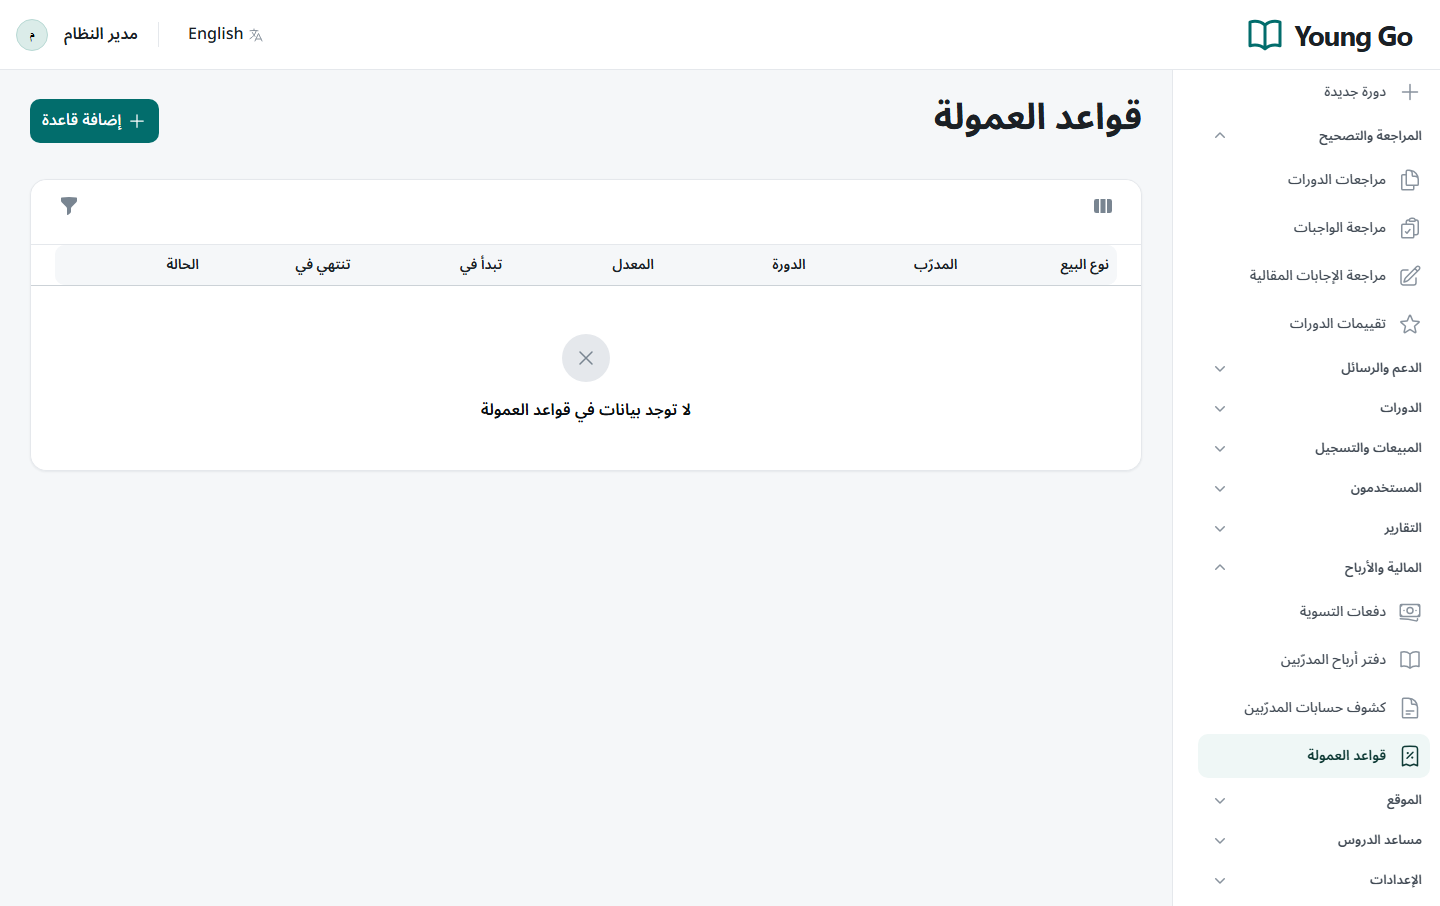 Young Go
English
مدير النظام
م
دورة جديدة
المراجعة والتصحيح
مراجعات الدورات
مراجعة الواجبات
مراجعة الإجابات المقالية
تقييمات الدورات
الدعم والرسائل
الدورات
المبيعات والتسجيل
المستخدمون
التقارير
المالية والأرباح
دفعات التسوية
دفتر أرباح المدرّبين
كشوف حسابات المدرّبين
قواعد العمولة
الموقع
مساعد الدروس
الإعدادات
قواعد العمولة
إضافة قاعدة
نوع البيع المدرّب الدورة المعدل تبدأ في تنتهي في الحالة
لا توجد بيانات في قواعد العمولة